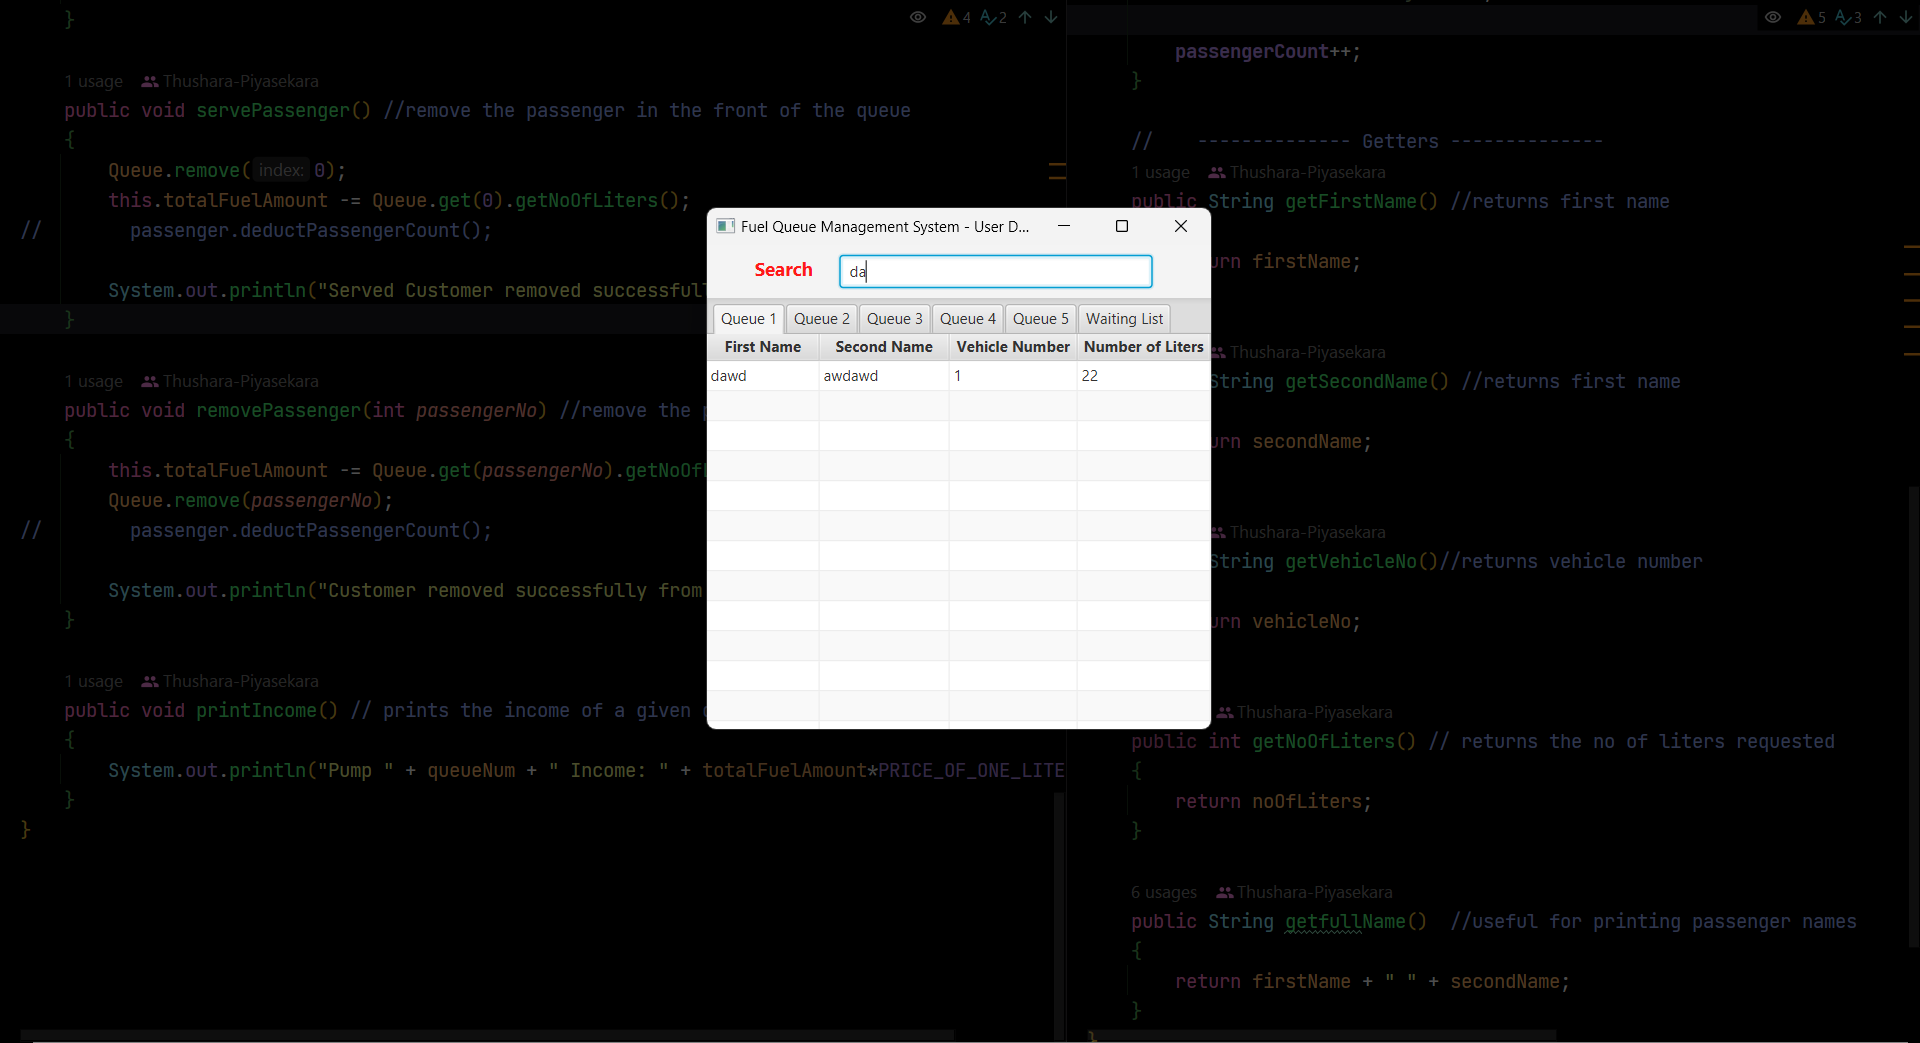 }
4 2
1 usage Thushara-Piyasekara
public void servePassenger() //remove the passenger in the front of the queue
{
Queue.remove( index: 0);
this.totalFuelAmount -= Queue.get(0).getNoOfLiters();
// passenger.deductPassengerCount();
System.out.println("Served Customer removed successful
}
1 usage Thushara-Piyasekara
public void removePassenger(int passengerNo) //remove the
{
this.totalFuelAmount -= Queue.get(passengerNo).getNoOf
Queue.remove(passengerNo);
// passenger.deductPassengerCount();
System.out.println("Customer removed successfully from
}
1 usage Thushara-Piyasekara
public void printIncome() // prints the income of a given
{
System.out.println("Pump " + queueNum + " Income: " + totalFuelAmount*PRICE_OF_ONE_LITE
}
}
Fuel Queue Management System - User D...
Search da
Queue 1 Queue 2 Queue 3 Queue 4 Queue 5 Waiting List
First Name Second Name Vehicle Number Number of Liters
dawd awdawd 1 22
5 3
passengerCount++;
}
// -------------- Getters --------------
1 usage Thushara-Piyasekara
public String getFirstName() //returns first name
urn firstName;
Thushara-Piyasekara
String getSecondName() //returns first name
urn secondName;
Thushara-Piyasekara
String getVehicleNo()//returns vehicle number
urn vehicleNo;
Thushara-Piyasekara
public int getNoOfLiters() // returns the no of liters requested
{
return noOfLiters;
}
6 usages Thushara-Piyasekara
public String getfullName() //useful for printing passenger names
{
return firstName + " " + secondName;
}
}